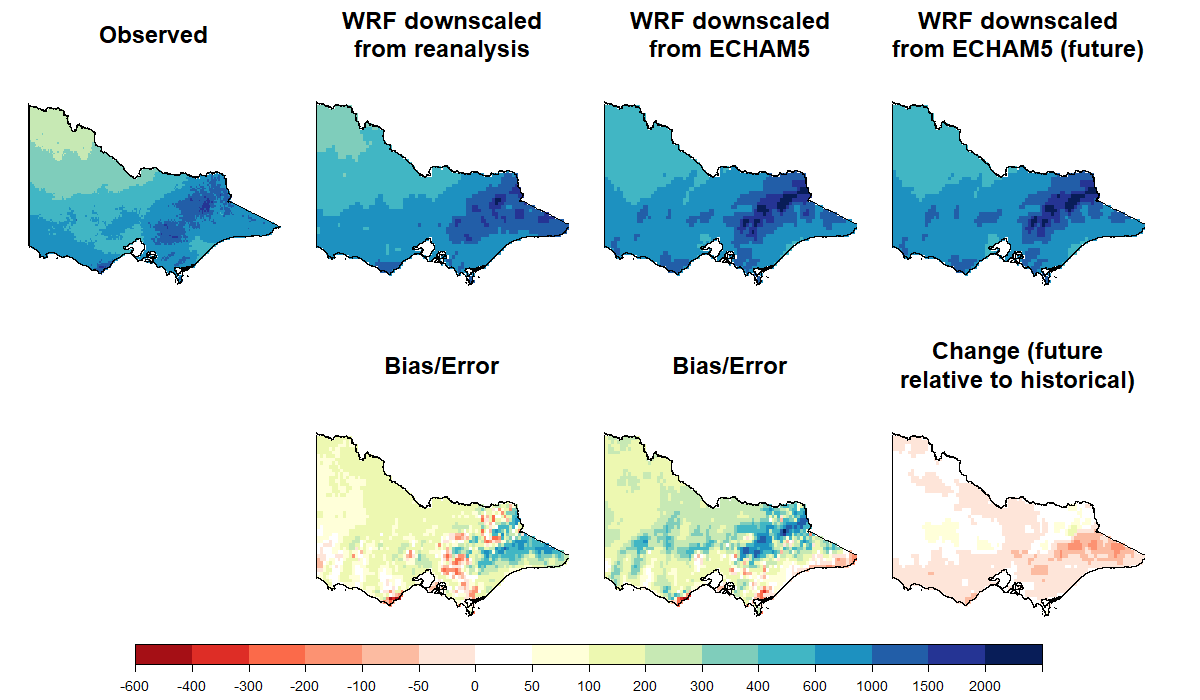 Observed
WRF downscaled
from reanalysis
WRF downscaled
from ECHAM5
WRF downscaled
from ECHAM5 (future)
Bias/Error
Bias/Error
Change (future
relative to historical)
-600 -400 -300 -200 -100 -50 0 50 100 200 300 400 600 1000 1500 2000